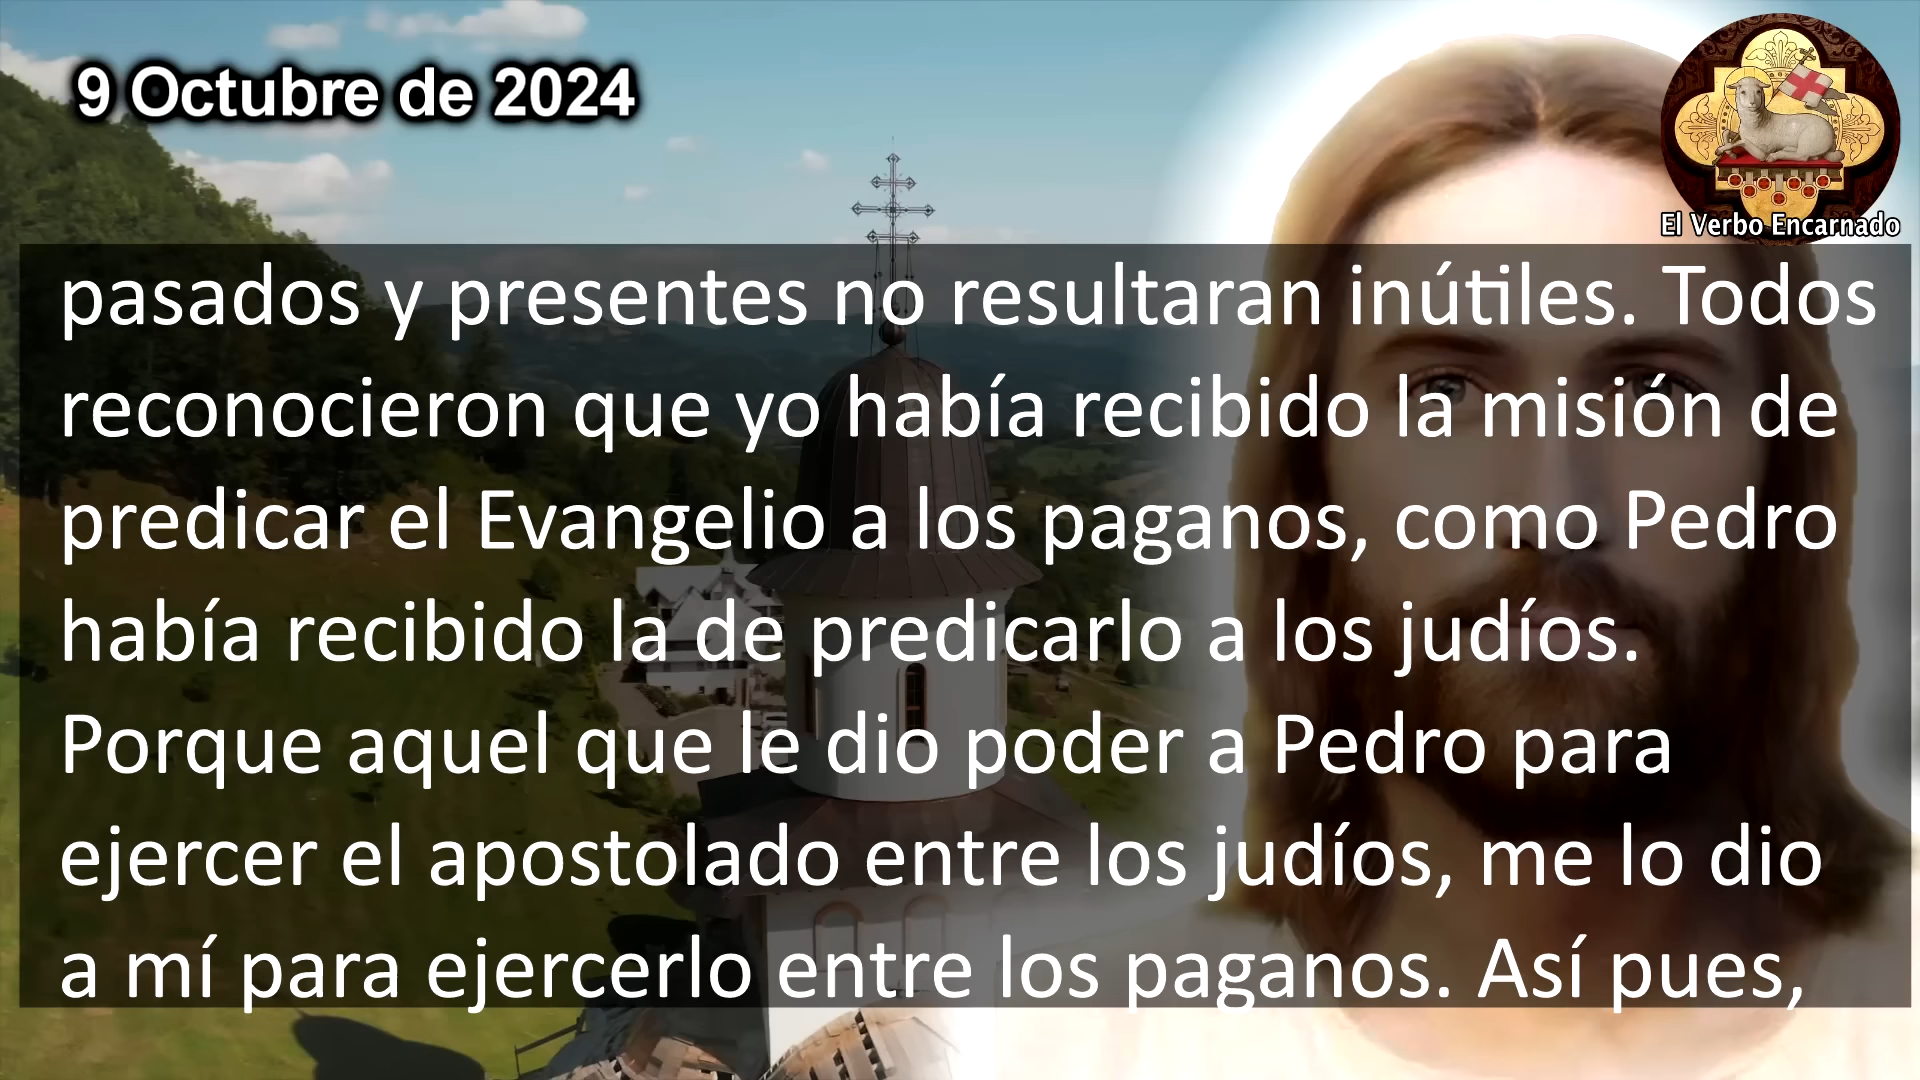 9 Octubre de 2024
El Verbo Encarnado
pasados y presentes no resultaran inútiles. Todos
reconocieron que yo había recibido la misión de
predicar el Evangelio a los paganos, como Pedro
había recibido la de predicarlo a los judíos.
Porque aquel que le dio poder a Pedro para
ejercer el apostolado entre los judíos, me lo dio
a mí para ejercerlo entre los paganos. Así pues,